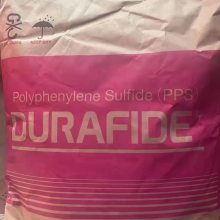 Polyphenylene Sulfide (PPS)
DURAFIDE